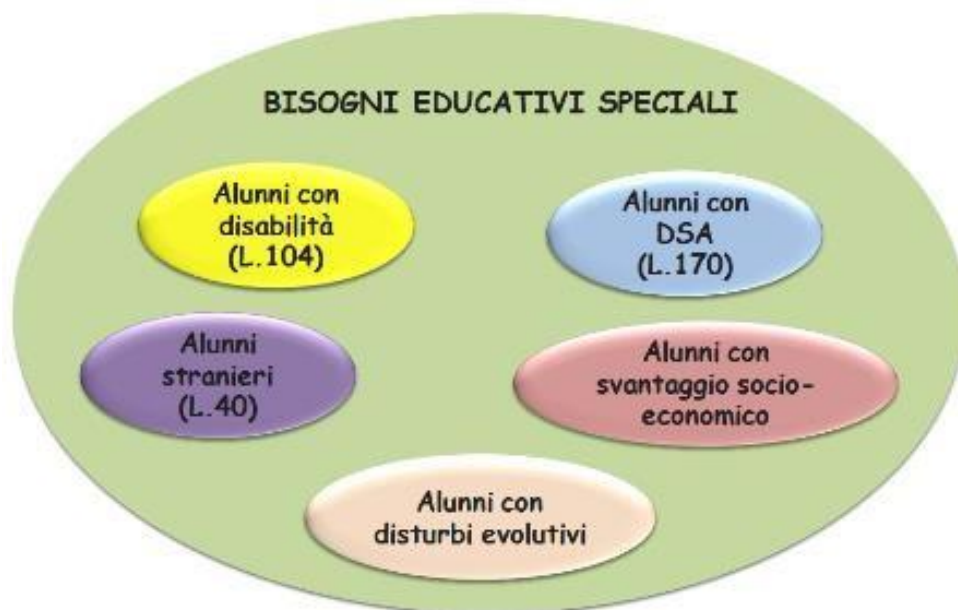 BISOGNI EDUCATIVI SPECIALI
Alunni con
disabilità
(L.104)
Alunni con
DSA
(L.170)
Alunni
stranieri
(L.40)
Alunni con
svantaggio socio-
economico
Alunni con
disturbi evolutivi